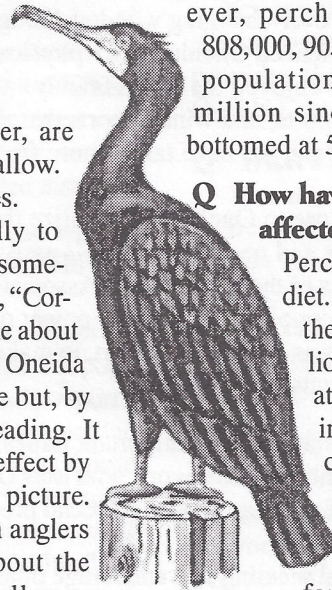 er, are
allow.
s.
lly to
some-
, “Cor-
e about
Oneida
e but, by
eading. It
effect by
picture.
n anglers
bout the
ever, perch
808,000, 90
population
million sinc
bottomed at 5
Q How hav
affecte
Perc
diet.
the
lio
at
in
c